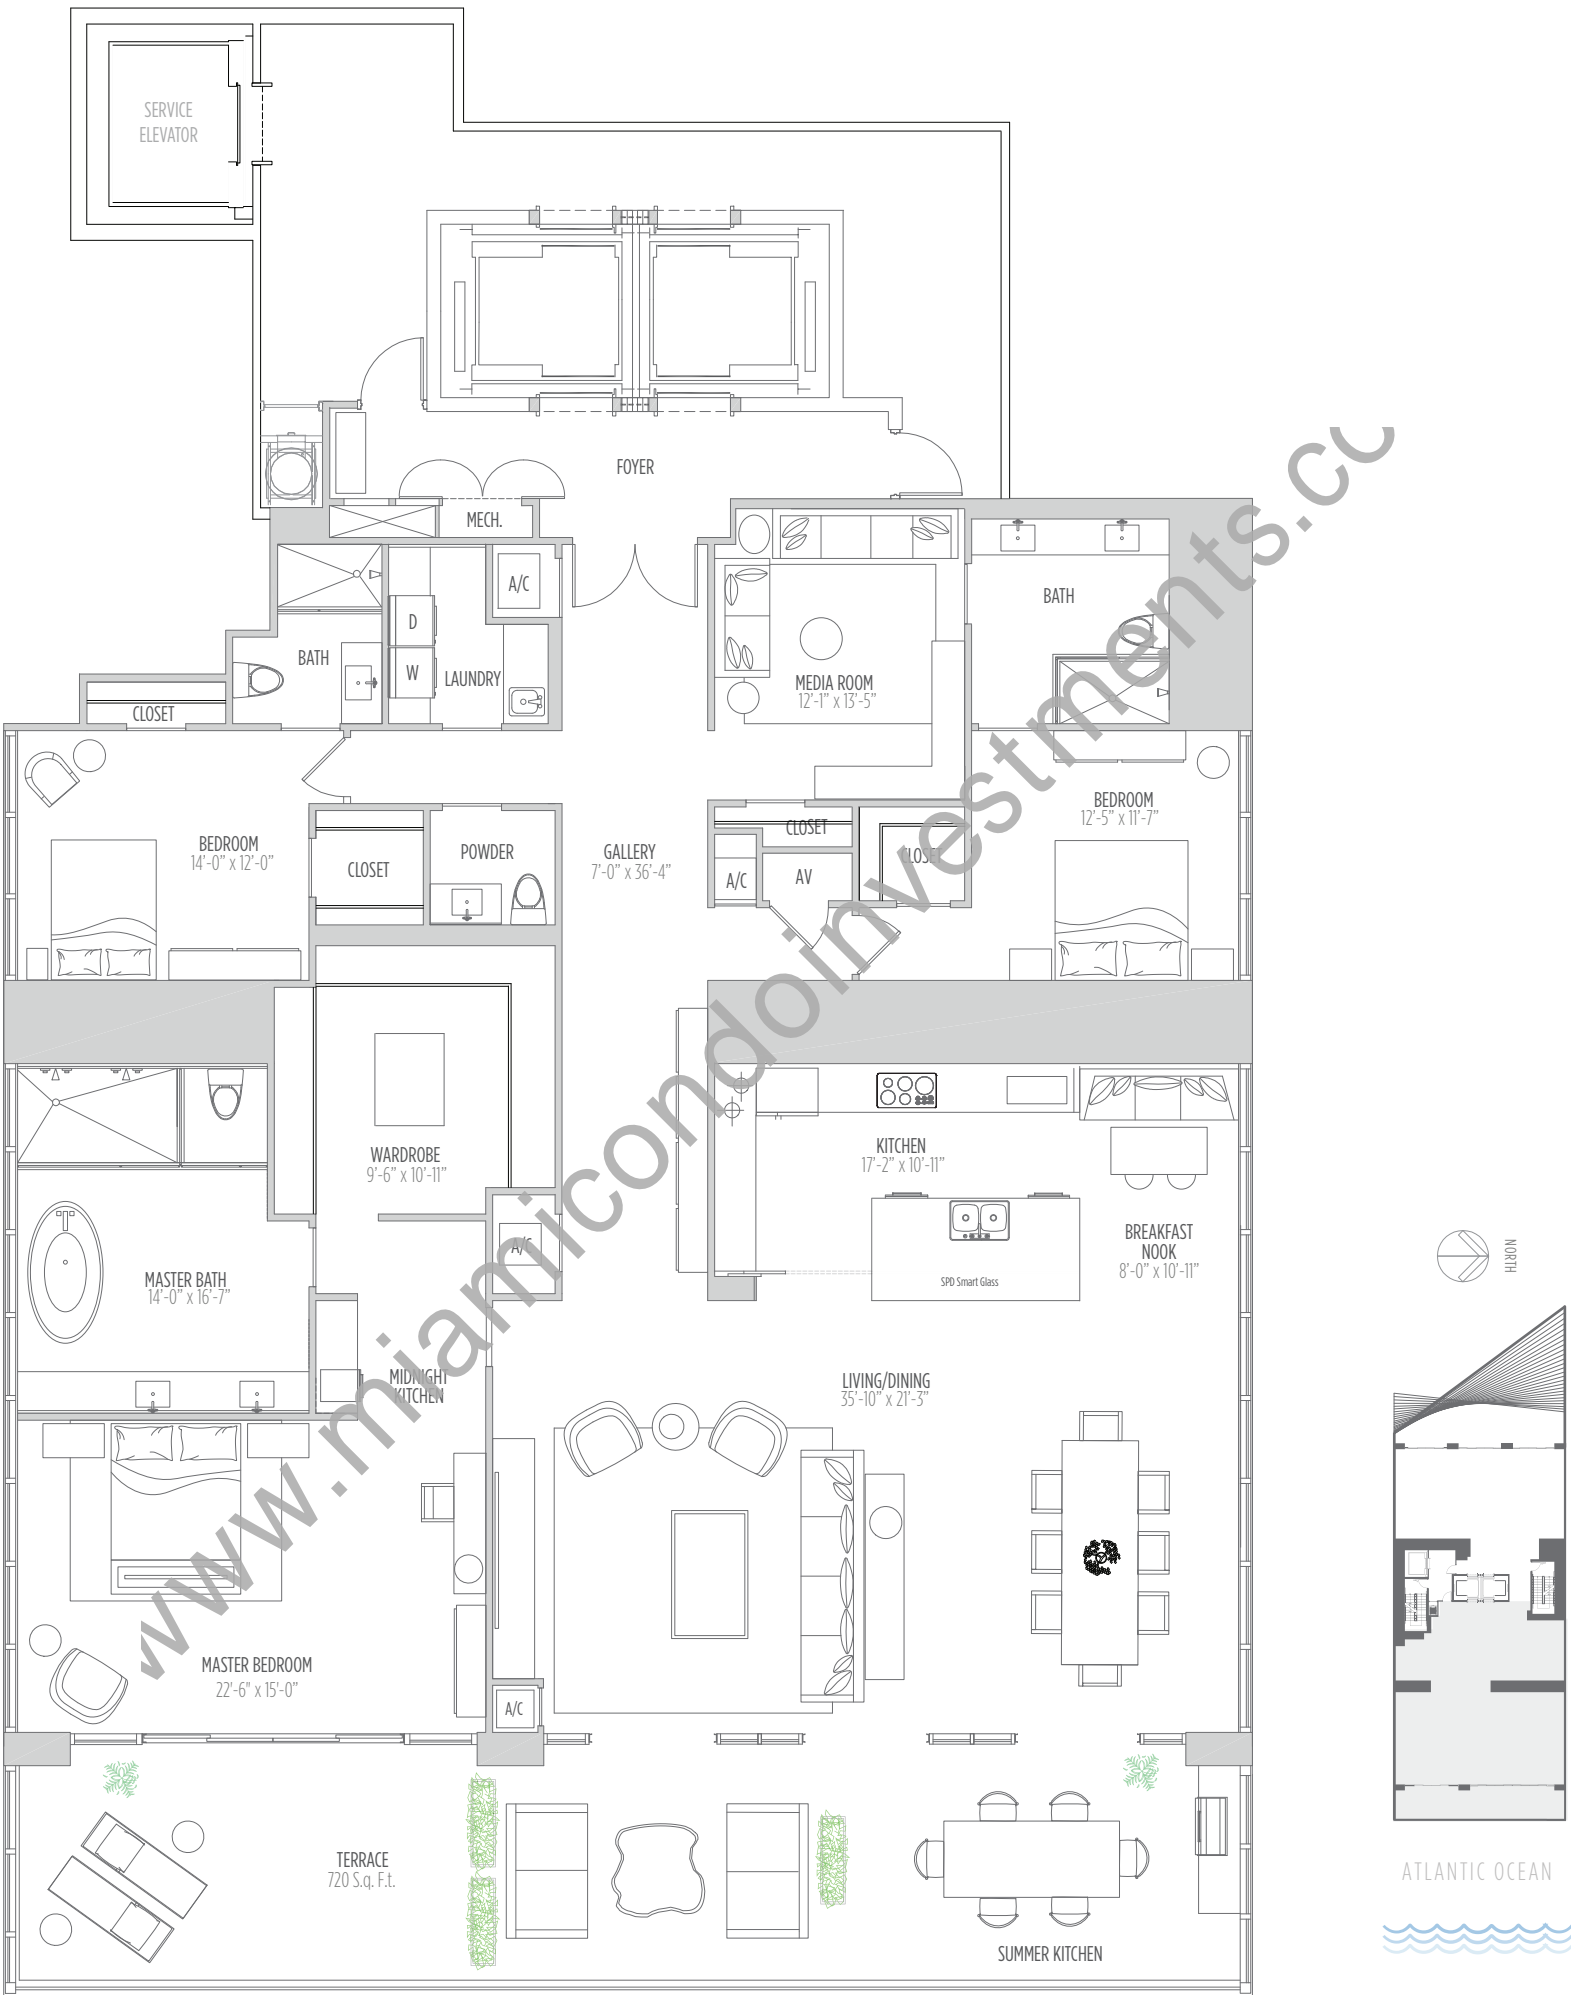 SERVICE
ELEVATOR
FOYER
MECH.
A/C
D
W
BATH
LAUNDRY
CLOSET
MEDIA ROOM
12'-1" x 13'-5"
BATH
BEDROOM
14'-0" x 12'-0"
CLOSET
POWDER
GALLERY
7'-0" x 36'-4"
CLOSET
A/C
AV
CLOSET
BEDROOM
12'-5" x 11'-7"
WARDROBE
9'-6" x 10'-11"
KITCHEN
17'-2" x 10'-11"
BREAKFAST
NOOK
8'-0" x 10'-11"
SPD Smart Glass
A/C
MASTER BATH
14'-0" x 16'-7"
MIDNIGHT
KITCHEN
LIVING/DINING
35'-10" x 21'-3"
MASTER BEDROOM
22'-6" x 15'-0"
A/C
TERRACE
720 S.q. F.t.
SUMMER KITCHEN
NORTH
ATLANTIC OCEAN
www.miamicondoinvestments.co